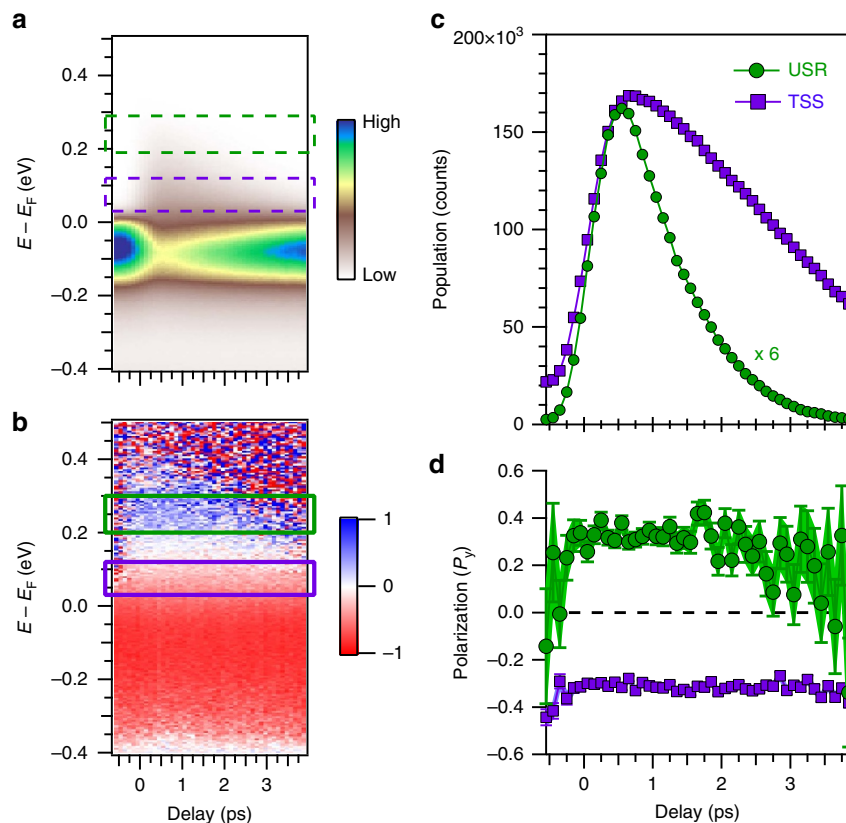 a
0.4
0.2
0.0
−0.2
−0.4
E − E_F (eV)
High
Low
b
0.4
0.2
0.0
−0.2
−0.4
E − E_F (eV)
1
0
−1
0 1 2 3
Delay (ps)
c
200×10³
150
100
50
0
Population (counts)
USR
TSS
x 6
d
0.6
0.4
0.2
0.0
−0.2
−0.4
−0.6
Polarization (P_y)
0 1 2 3
Delay (ps)